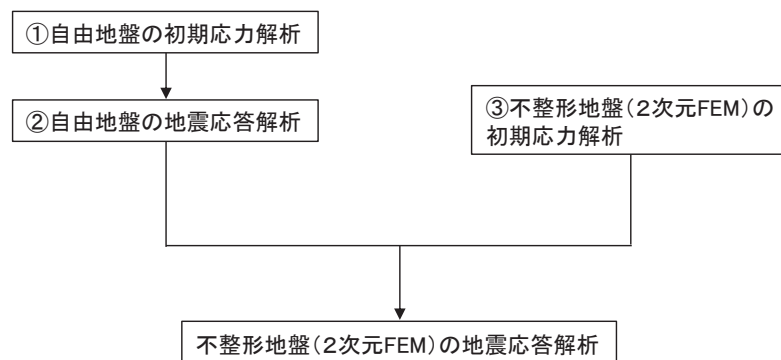 ①自由地盤の初期応力解析
②自由地盤の地震応答解析
③不整形地盤(2次元FEM)の
初期応力解析
不整形地盤(2次元FEM)の地震応答解析